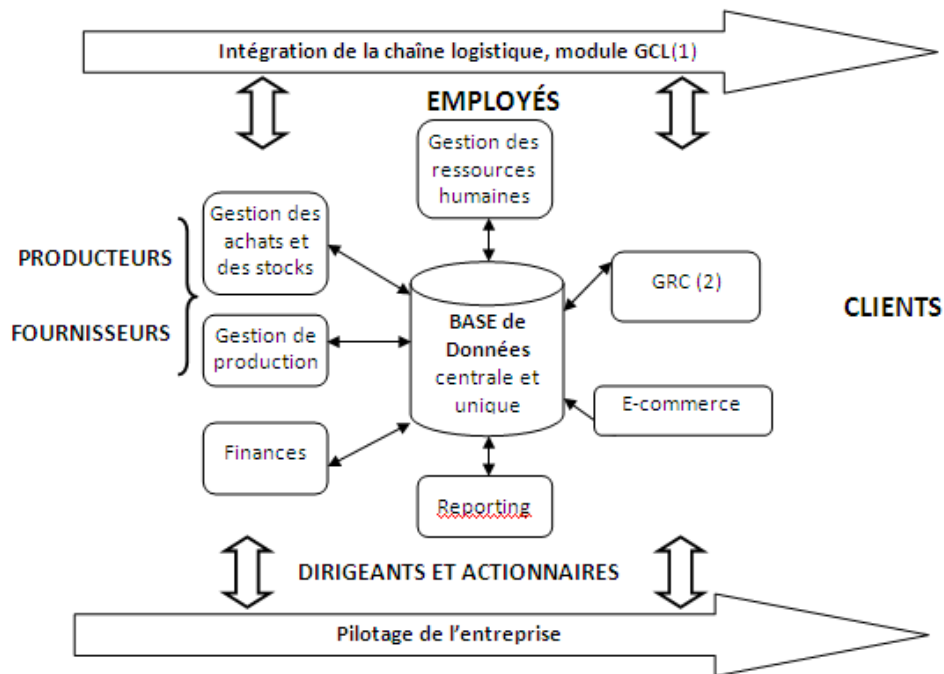 Intégration de la chaîne logistique, module GCL(1)
EMPLOYÉS
Gestion des
ressources
humaines
Gestion des
achats et
des stocks
PRODUCTEURS
FOURNISSEURS
Gestion de
production
Finances
BASE de
Données
centrale et
unique
GRC (2)
CLIENTS
E-commerce
Reporting
DIRIGEANTS ET ACTIONNAIRES
Pilotage de l'entreprise